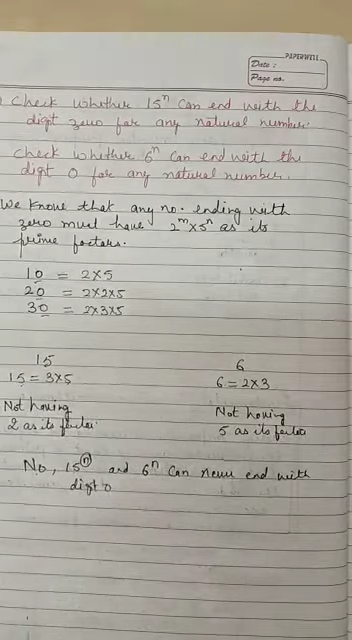 PAPERWELL
Date :
Page no.
Check whether 15ⁿ can end with the
digit zero for any natural number.
Check whether 6ⁿ can end with the
digit 0 for any natural number.
We know that any no. ending with
zero must have 2ᵐ×5ⁿ as its
prime factors.
10 = 2×5
20 = 2×2×5
30 = 2×3×5
15 6
15 = 3×5 6 = 2×3
Not having Not having
2 as its factor. 5 as its factor
No, 15ⁿ and 6ⁿ can never end with
digit 0